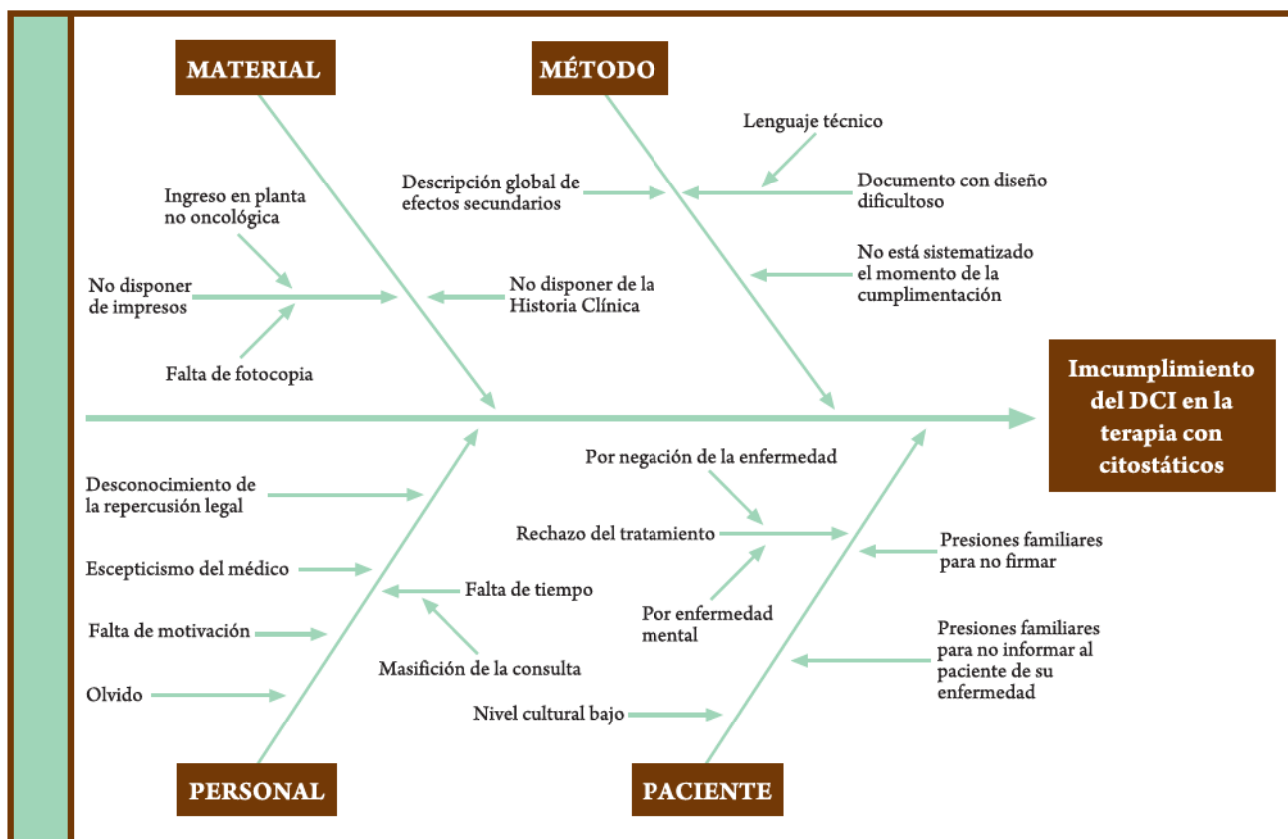 MATERIAL
MÉTODO
Lenguaje técnico
Descripción global de
efectos secundarios
Documento con diseño
dificultoso
Ingreso en planta
no oncológica
No está sistematizado
el momento de la
cumplimentación
No disponer
de impresos
No disponer de la
Historia Clínica
Falta de fotocopia
Imcumplimiento
del DCI en la
terapia con
citostáticos
Desconocimiento de
la repercusión legal
Por negación de la enfermedad
Rechazo del tratamiento
Presiones familiares
para no firmar
Escepticismo del médico
Falta de tiempo
Por enfermedad
mental
Falta de motivación
Masifición de la consulta
Presiones familiares
para no informar al
paciente de su
enfermedad
Olvido
Nivel cultural bajo
PERSONAL
PACIENTE